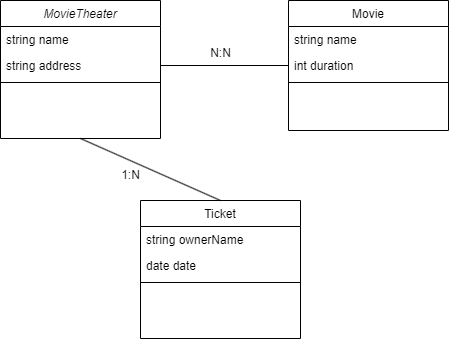 MovieTheater
string name
string address
N:N
Movie
string name
int duration
1:N
Ticket
string ownerName
date date